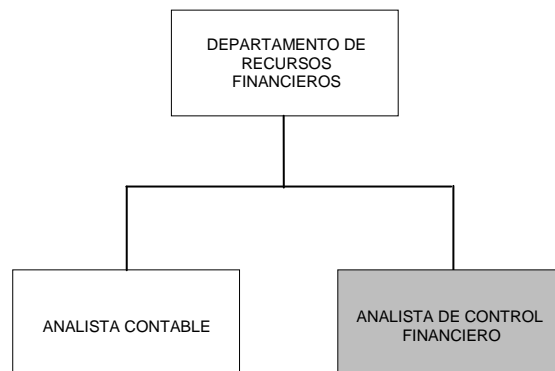 DEPARTAMENTO DE
RECURSOS
FINANCIEROS
ANALISTA CONTABLE
ANALISTA DE CONTROL
FINANCIERO